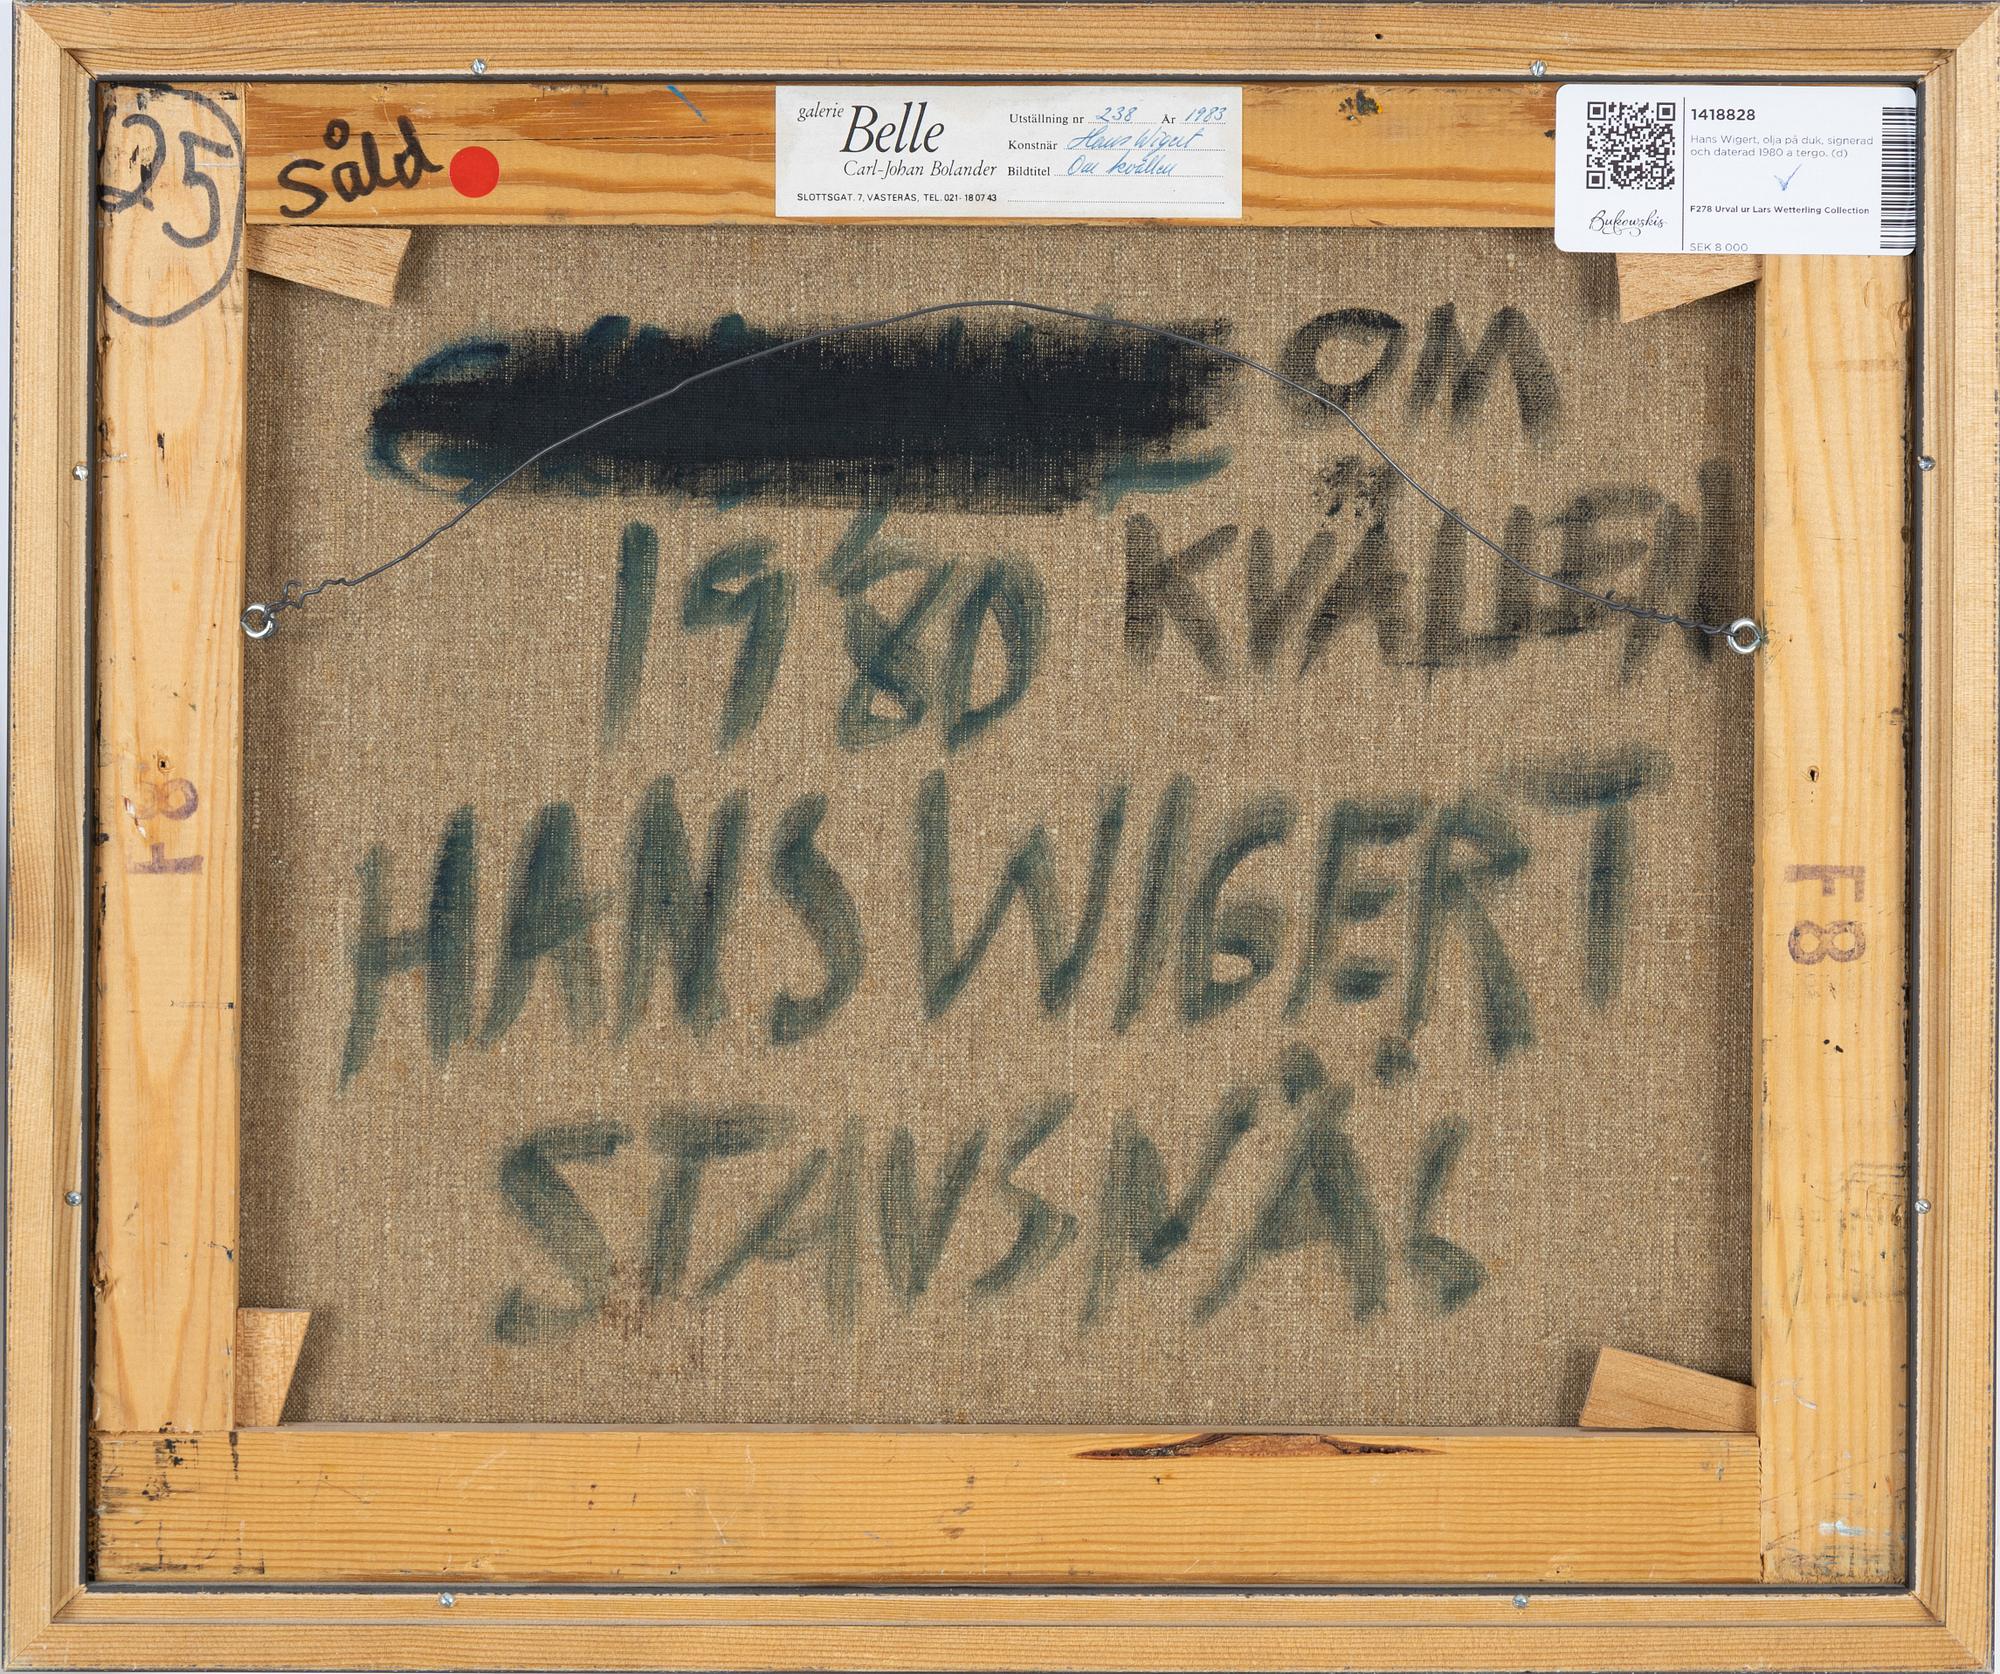 25
Såld
galerie
Belle
Carl-Johan Bolander
SLOTTSGAT. 7, VÄSTERÅS, TEL. 021-18 07 43
Utställning nr 238 År 1983
Konstnär Hans Wigert
Bildtitel Om kvällen
1418828
Hans Wigert, olja på duk, signerad
och daterad 1980 a tergo. (d)
F278 Urval ur Lars Wetterling Collection
SEK 8 000
Bukowskis
OM
KVÄLLEN
1980
HANS WIGERT
STAVSNÄS
F8
F8